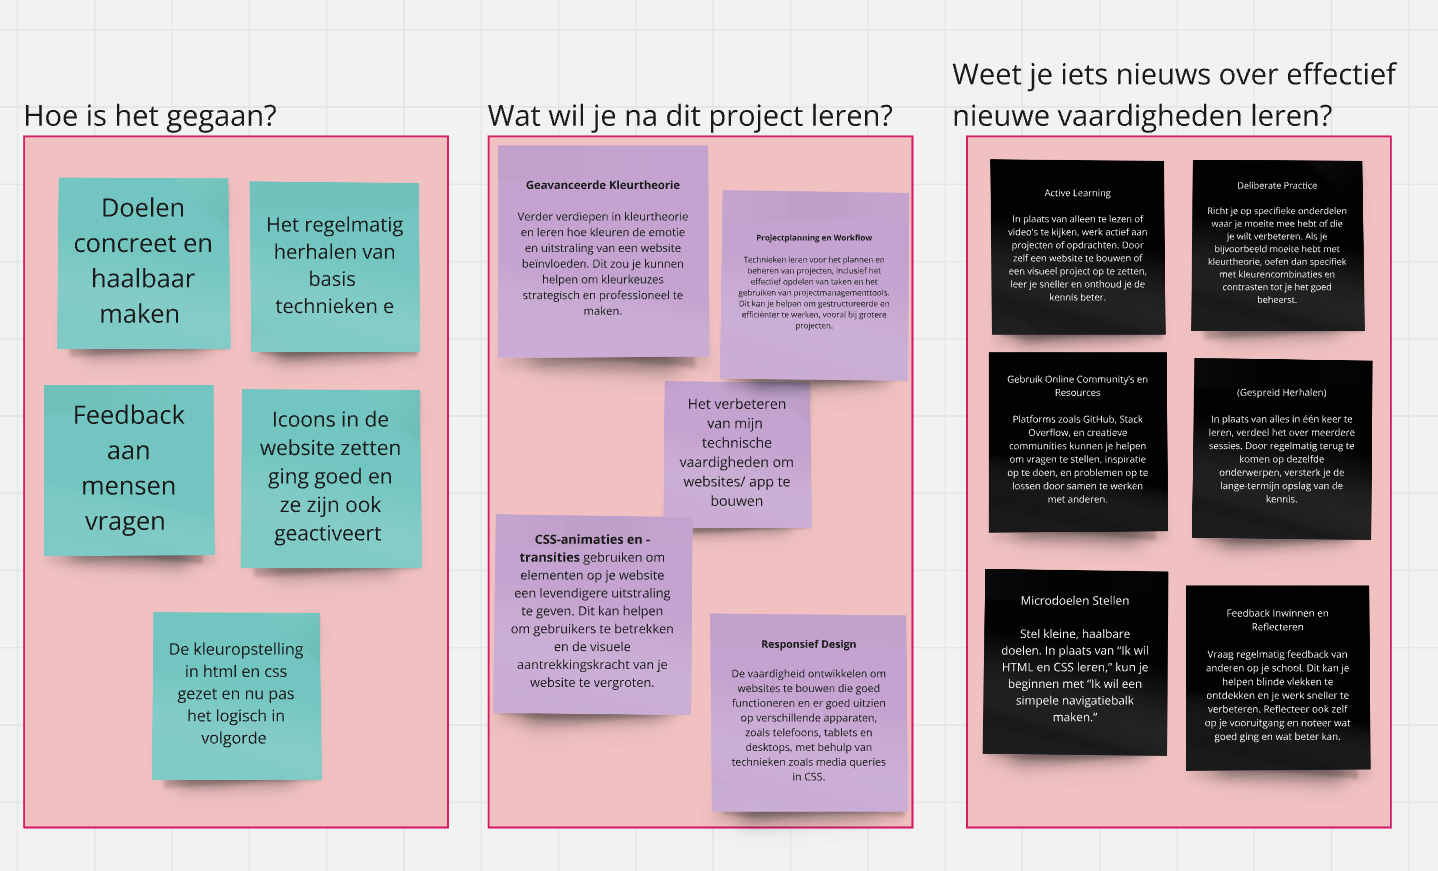 Hoe is het gegaan?
Doelen
concreet en
haalbaar
maken
Het regelmatig
herhalen van
basis
technieken e
Feedback
aan
mensen
vragen
Icoons in de
website zetten
ging goed en
ze zijn ook
geactiveert
De kleuropstelling
in html en css
gezet en nu pas
het logisch in
volgorde
Wat wil je na dit project leren?
Geavanceerde Kleurtheorie
Verder verdiepen in kleurtheorie
en leren hoe kleuren de emotie
en uitstraling van een website
beïnvloeden. Dit zou je kunnen
helpen om kleurkeuzes
strategisch en professioneel te
maken.
Projectplanning en Workflow
Technieken leren voor het plannen en
beheren van projecten, inclusief het
effectief opdelen van taken en het
gebruiken van projectmanagementtools.
Dit kan je helpen om gestructureerde en
efficiënter te werken, vooral bij grotere
projecten.
Het verbeteren
van mijn
technische
vaardigheden om
websites/ app te
bouwen
CSS-animaties en -
transities gebruiken om
elementen op je website
een levendigere uitstraling
te geven. Dit kan helpen
om gebruikers te betrekken
en de visuele
aantrekkingskracht van je
website te vergroten.
Responsief Design
De vaardigheid ontwikkelen om
websites te bouwen die goed
functioneren en er goed uitzien
op verschillende apparaten,
zoals telefoons, tablets en
desktops, met behulp van
technieken zoals media queries
in CSS.
Weet je iets nieuws over effectief
nieuwe vaardigheden leren?
Active Learning
In plaats van alleen te lezen of
video's te kijken, werk actief aan
projecten of opdrachten. Door
zelf een website te bouwen of
een visueel project op te zetten,
leer je sneller en onthoud je de
kennis beter.
Deliberate Practice
Richt je op specifieke onderdelen
waar je moeite mee hebt of die
je wilt verbeteren. Als je
bijvoorbeeld moeite hebt met
kleurtheorie, oefen dan specifiek
met kleurencombinaties en
contrasten tot je het goed
beheerst.
Gebruik Online Community's en
Resources
Platforms zoals GitHub, Stack
Overflow, en creatieve
communities kunnen je helpen
om vragen te stellen, inspiratie
op te doen, en problemen op te
lossen door samen te werken
met anderen.
(Gespreid Herhalen)
In plaats van alles in één keer te
leren, verdeel het over meerdere
sessies. Door regelmatig terug te
komen op dezelfde
onderwerpen, versterk je de
lange-termijn opslag van de
kennis.
Microdoelen Stellen
Stel kleine, haalbare
doelen. In plaats van “Ik wil
HTML en CSS leren,” kun je
beginnen met “Ik wil een
simpele navigatiebalk
maken.”
Feedback Inwinnen en
Reflecteren
Vraag regelmatig feedback van
anderen op je school. Dit kan je
helpen blinde vlekken te
ontdekken en je werk sneller te
verbeteren. Reflecteer ook zelf
op je vooruitgang en noteer wat
goed ging en wat beter kan.